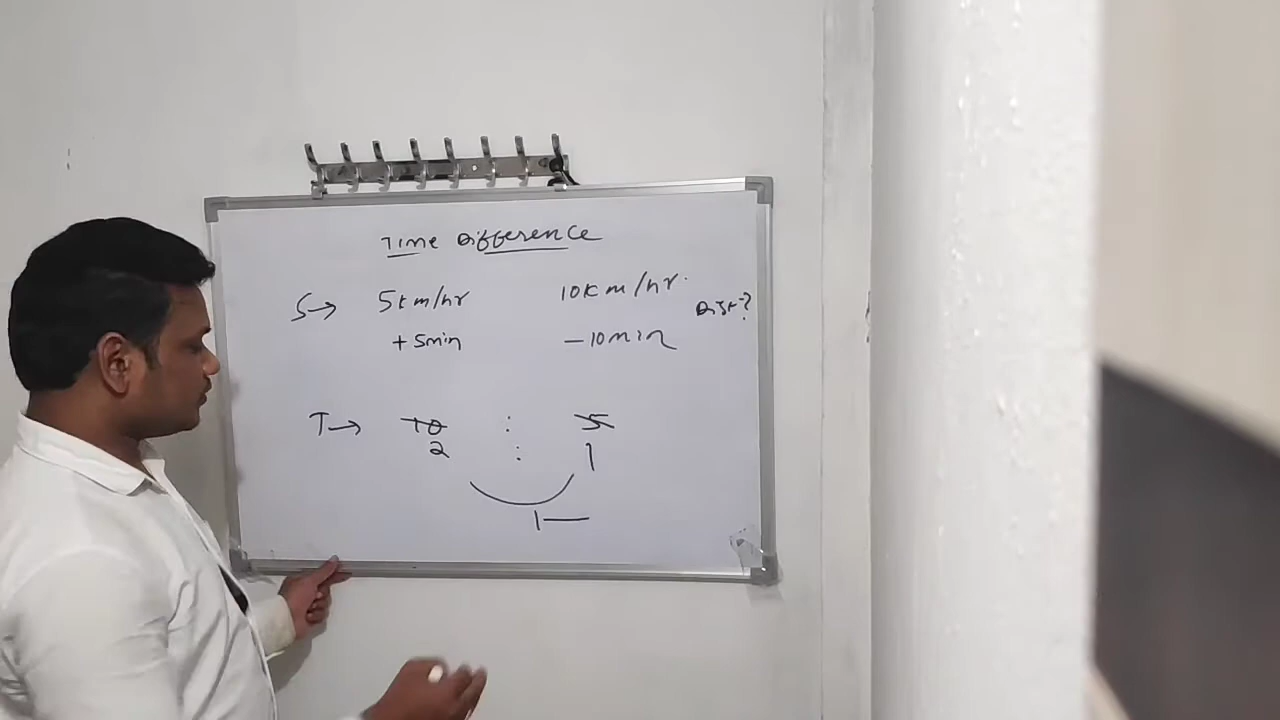 Time Difference
S→ 5km/hr 10km/hr. Dist?
+5min -10min
T→ 10 : 5
2 : 1
1—